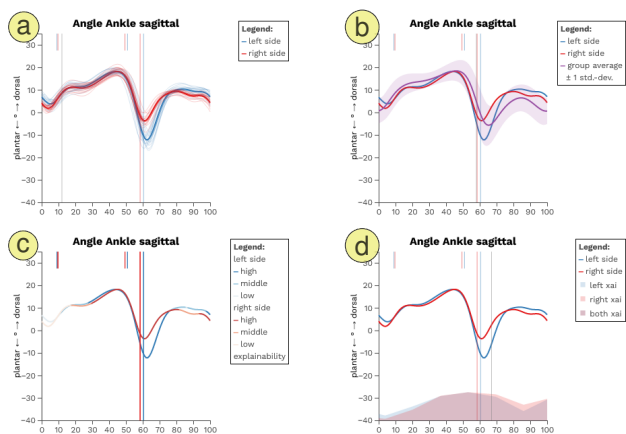 a
Angle Ankle sagittal
plantar ← ° → dorsal
30
20
10
0
−10
−20
−30
−40
0 10 20 30 40 50 60 70 80 90 100
Legend:
left side
right side
b
Angle Ankle sagittal
plantar ← ° → dorsal
30
20
10
0
−10
−20
−30
−40
0 10 20 30 40 50 60 70 80 90 100
Legend:
left side
right side
group average
± 1 std.-dev.
c
Angle Ankle sagittal
plantar ← ° → dorsal
30
20
10
0
−10
−20
−30
−40
0 10 20 30 40 50 60 70 80 90 100
Legend:
left side
high
middle
low
right side
high
middle
low
explainability
d
Angle Ankle sagittal
plantar ← ° → dorsal
30
20
10
0
−10
−20
−30
−40
0 10 20 30 40 50 60 70 80 90 100
Legend:
left side
right side
left xai
right xai
both xai